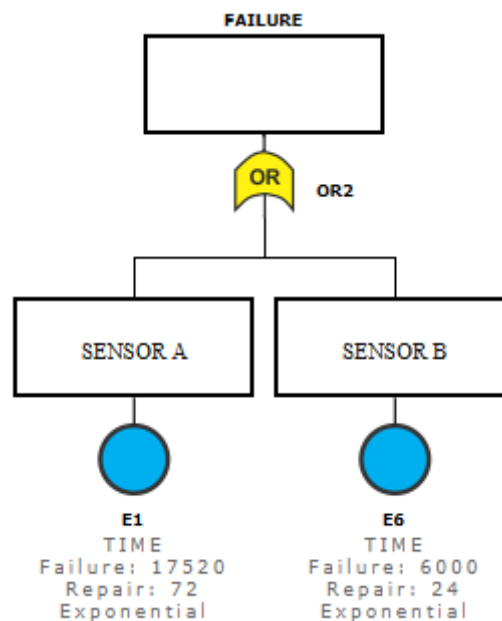 FAILURE
OR
OR2
SENSOR A
SENSOR B
E1
TIME
Failure: 17520
Repair: 72
Exponential
E6
TIME
Failure: 6000
Repair: 24
Exponential